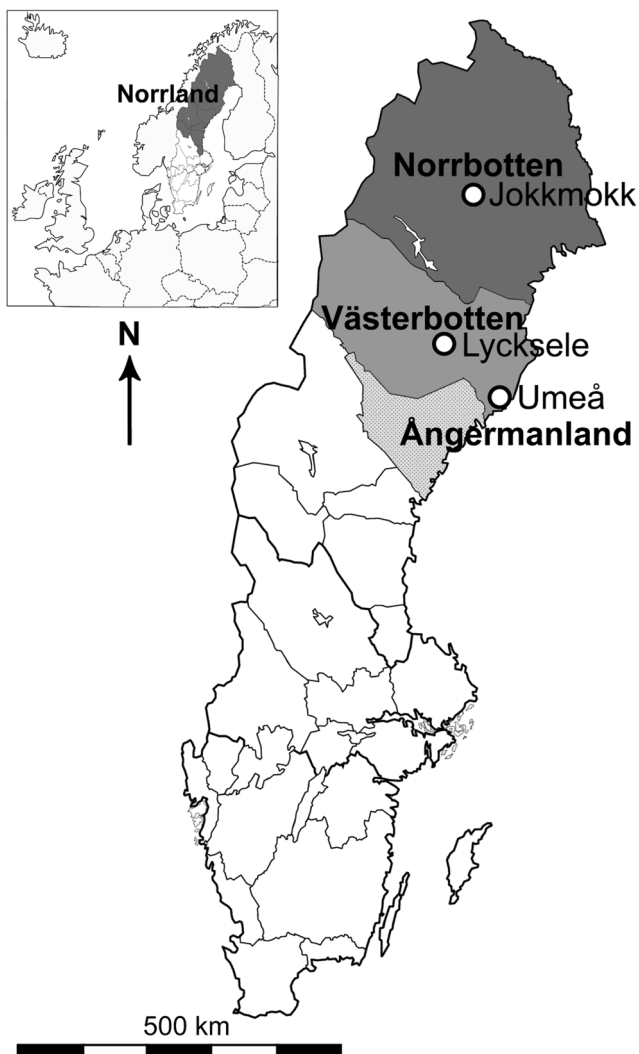 Norrland
Norrbotten
Jokkmokk
N
Västerbotten
Lycksele
Umeå
Ångermanland
500 km